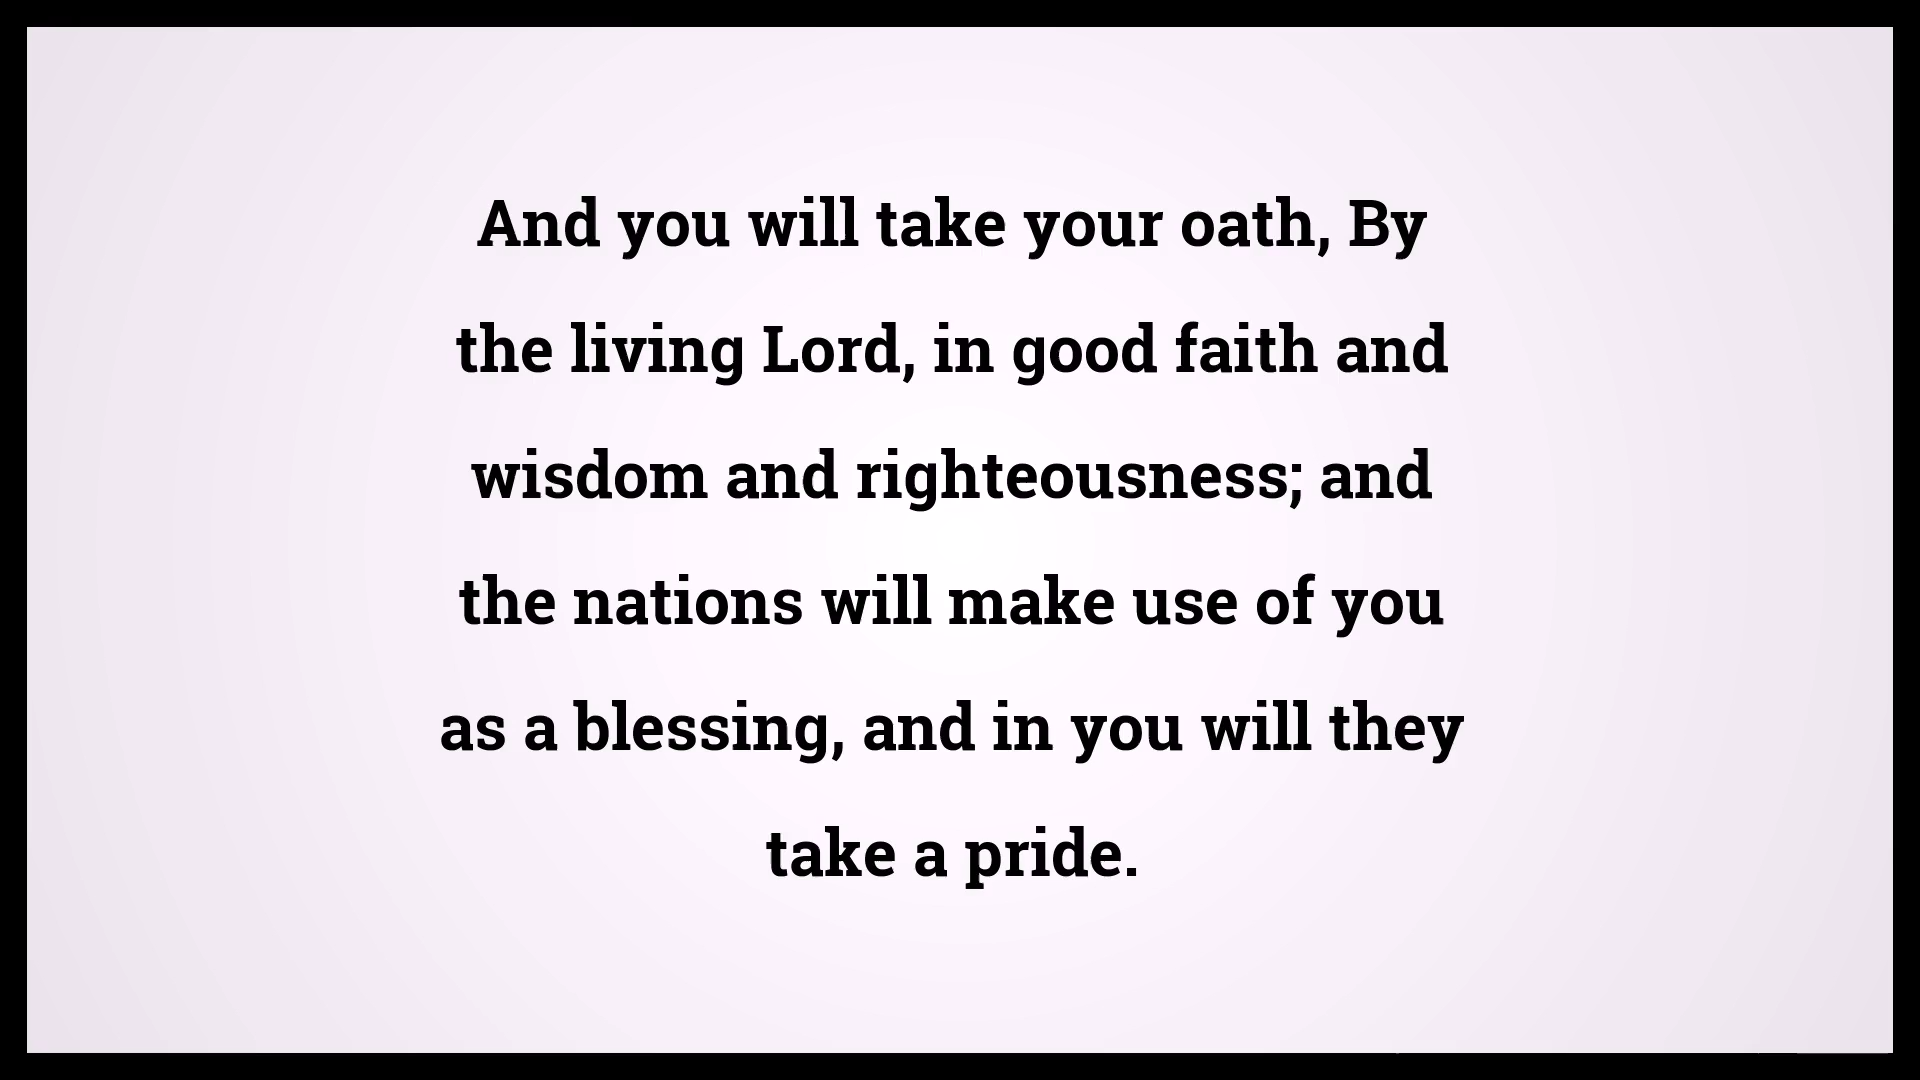 And you will take your oath, By
the living Lord, in good faith and
wisdom and righteousness; and
the nations will make use of you
as a blessing, and in you will they
take a pride.